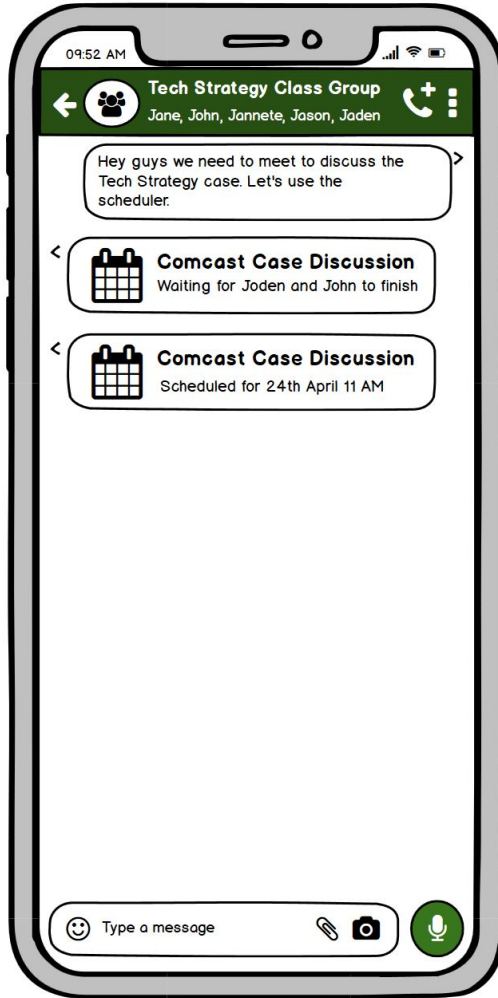 09:52 AM
Tech Strategy Class Group
Jane, John, Jannete, Jason, Jaden
Hey guys we need to meet to discuss the
Tech Strategy case. Let's use the
scheduler.
Comcast Case Discussion
Waiting for Joden and John to finish
Comcast Case Discussion
Scheduled for 24th April 11 AM
Type a message